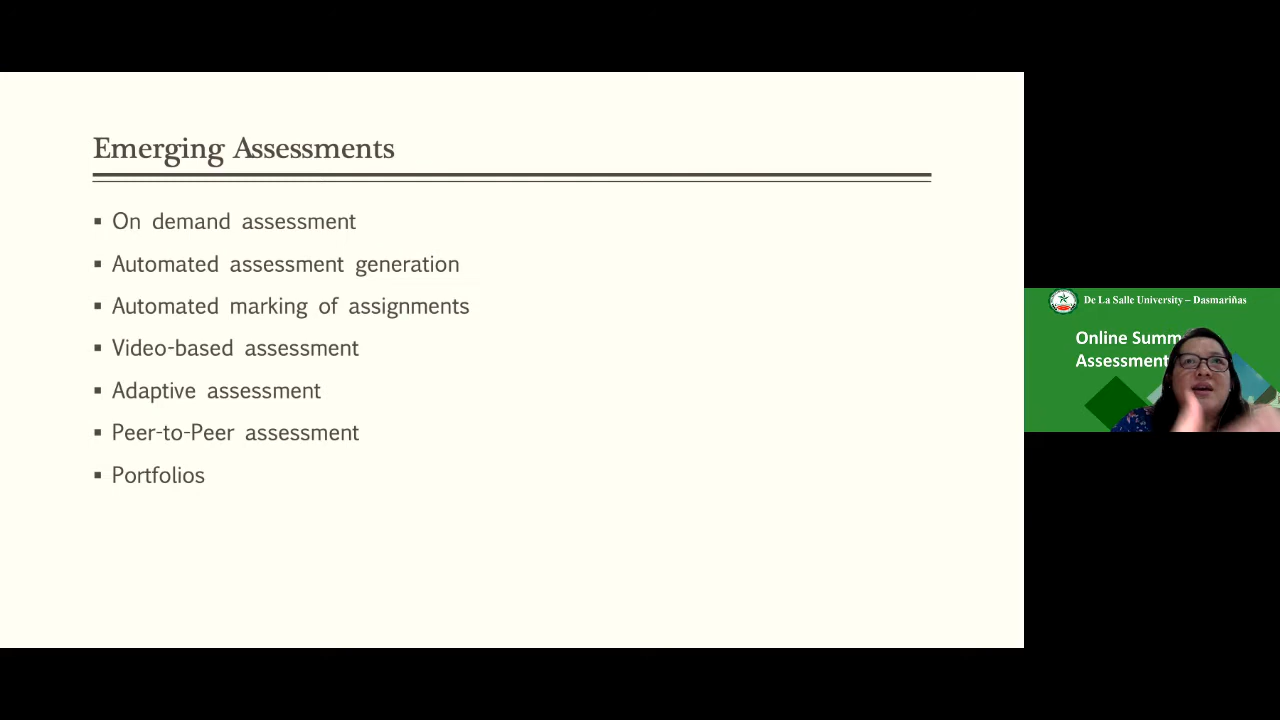 Emerging Assessments
▪ On demand assessment
▪ Automated assessment generation
▪ Automated marking of assignments
▪ Video-based assessment
▪ Adaptive assessment
▪ Peer-to-Peer assessment
▪ Portfolios
De La Salle University – Dasmariñas
Online
Assessment